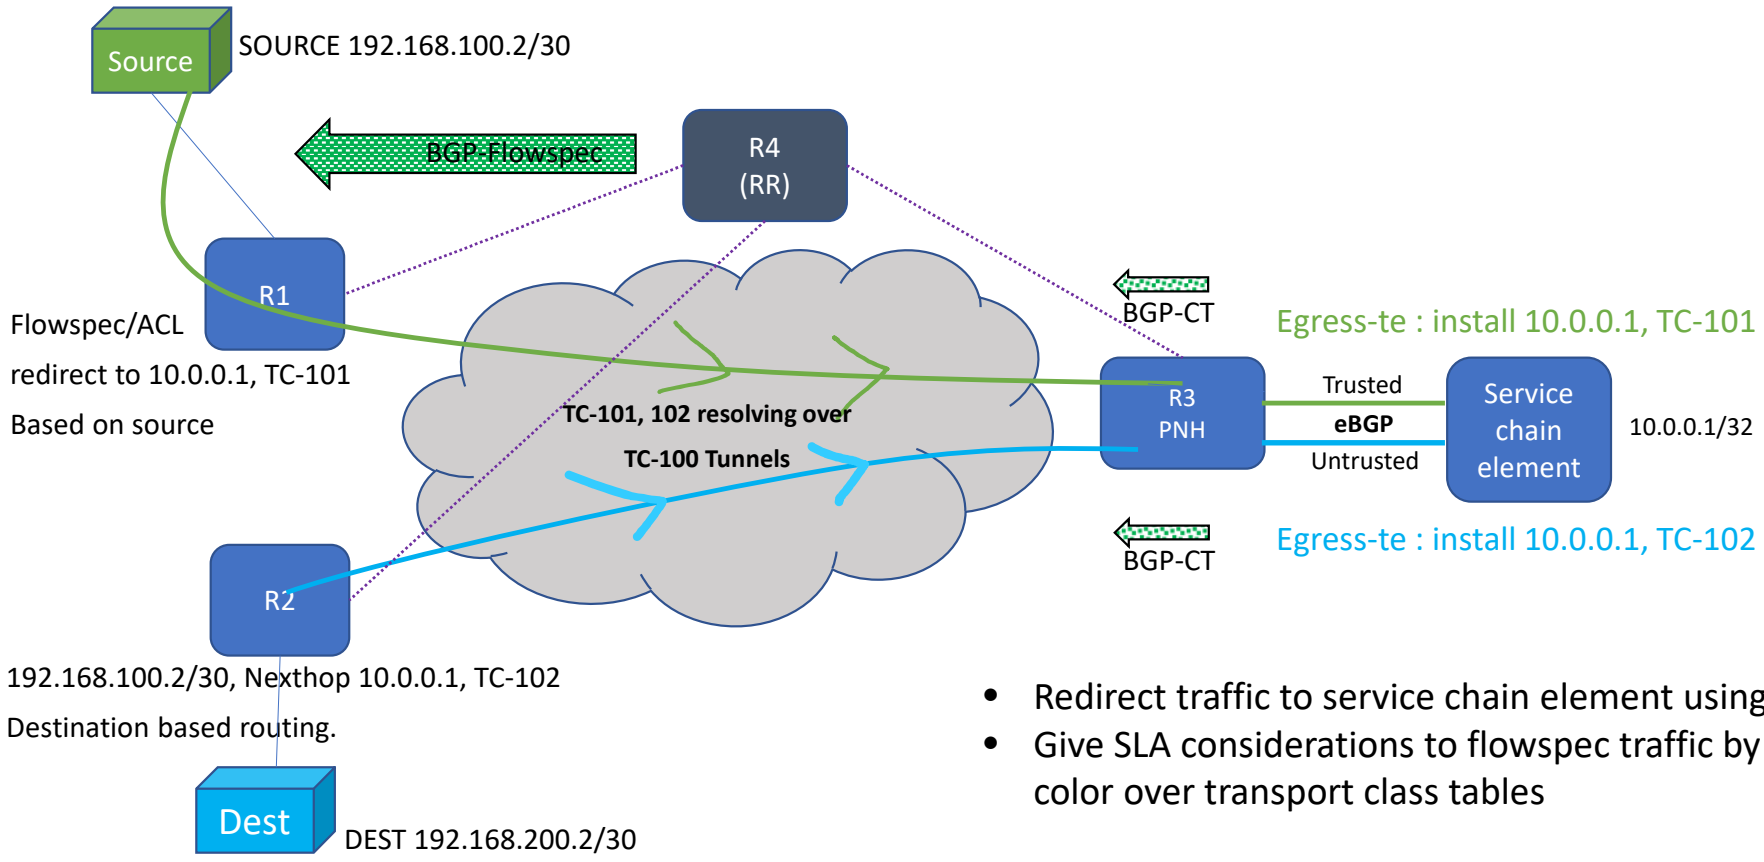 Source
SOURCE 192.168.100.2/30
BGP-Flowspec
R4
(RR)
R1
Flowspec/ACL
redirect to 10.0.0.1, TC-101
Based on source
BGP-CT
Egress-te : install 10.0.0.1, TC-101
TC-101, 102 resolving over
TC-100 Tunnels
R3
PNH
Trusted
eBGP
Untrusted
Service
chain
element
10.0.0.1/32
BGP-CT
Egress-te : install 10.0.0.1, TC-102
R2
192.168.100.2/30, Nexthop 10.0.0.1, TC-102
Destination based routing.
Dest
DEST 192.168.200.2/30
• Redirect traffic to service chain element using
• Give SLA considerations to flowspec traffic by
color over transport class tables